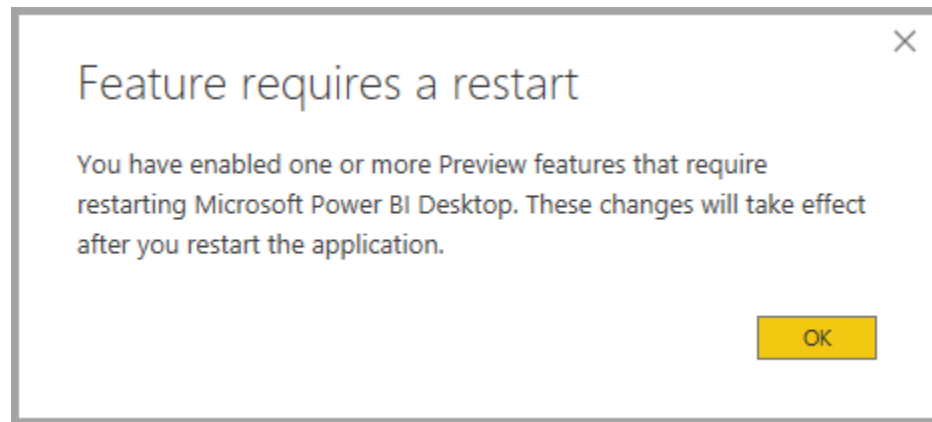 Feature requires a restart
You have enabled one or more Preview features that require
restarting Microsoft Power BI Desktop. These changes will take effect
after you restart the application.
OK